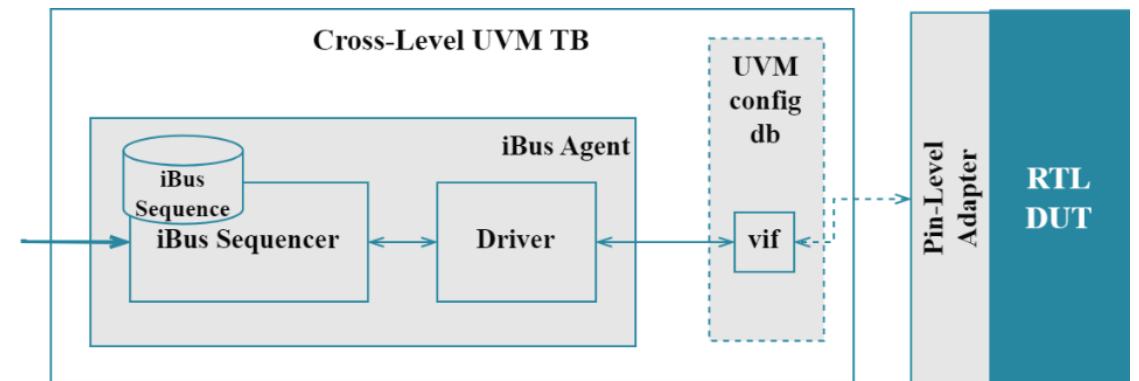 Cross-Level UVM TB
UVM
config
db
iBus Agent
iBus
Sequence
iBus Sequencer
Driver
vif
Pin-Level
Adapter
RTL
DUT